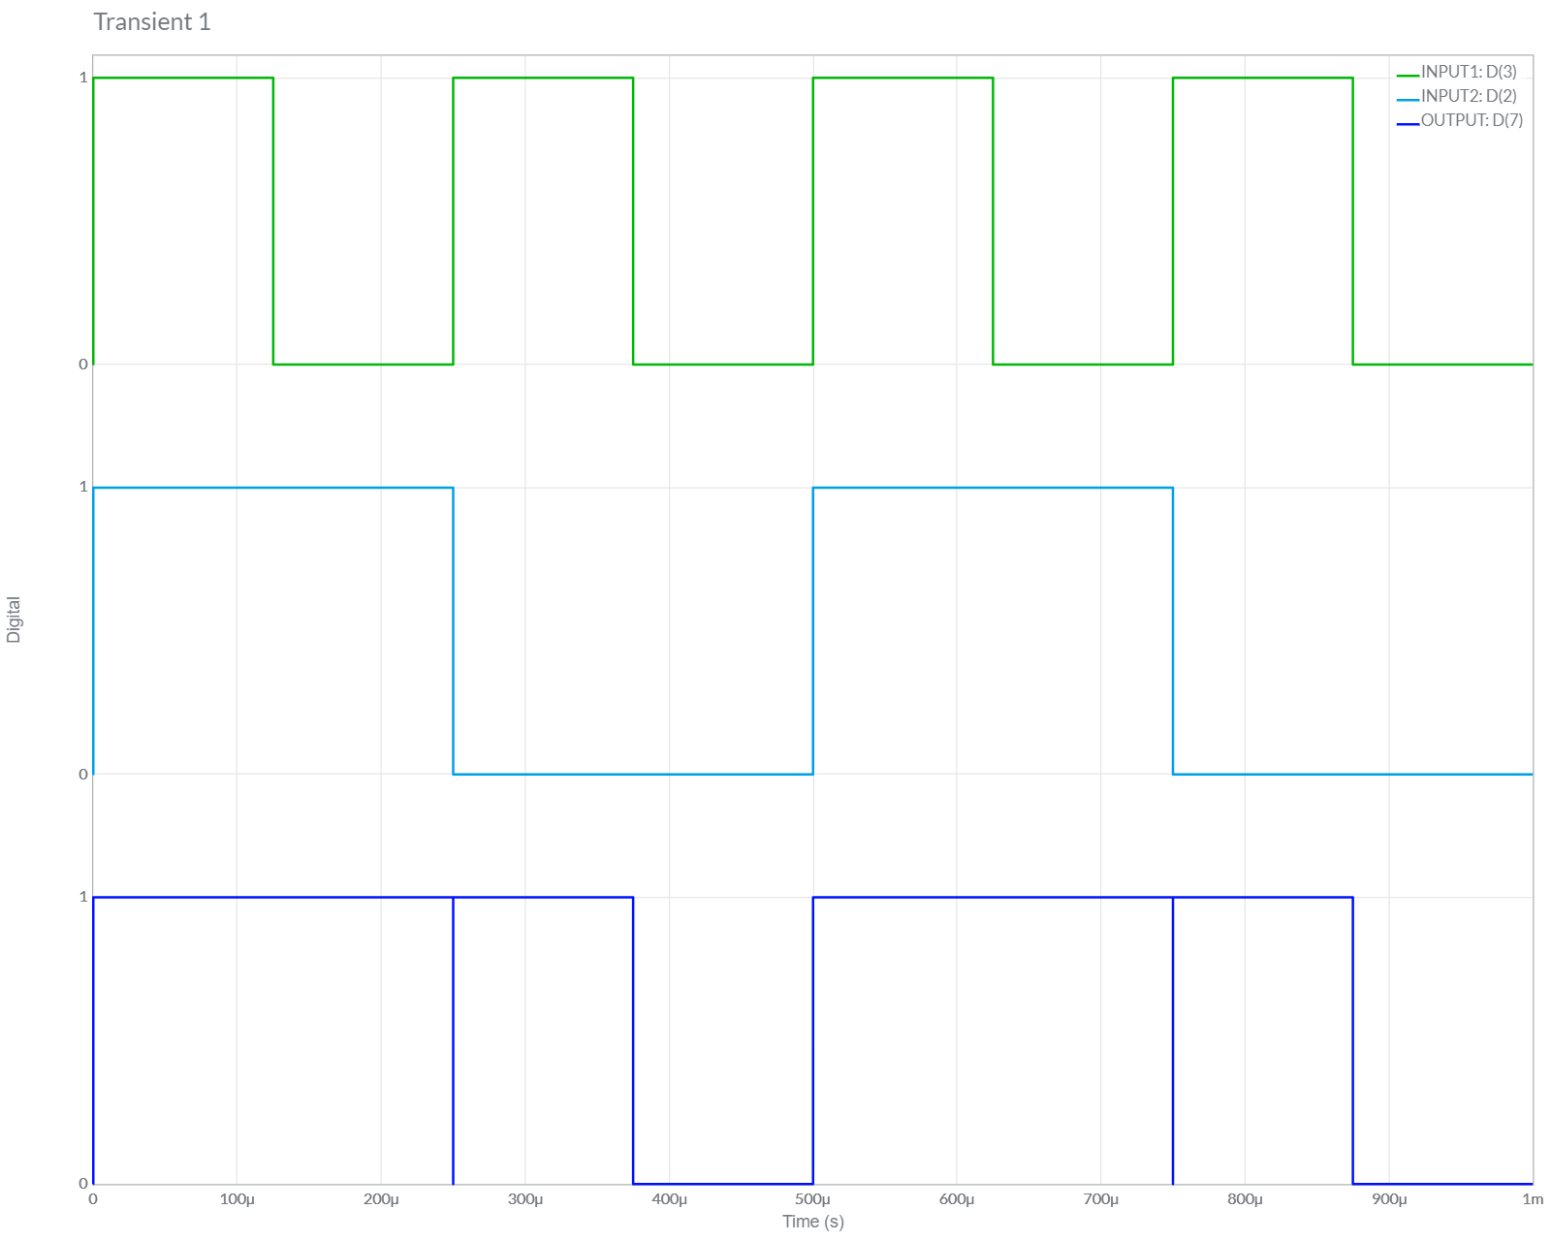 Transient 1
INPUT1: D(3)
INPUT2: D(2)
OUTPUT: D(7)
1
0
1
0
1
0
Digital
0 100μ 200μ 300μ 400μ 500μ 600μ 700μ 800μ 900μ 1m
Time (s)